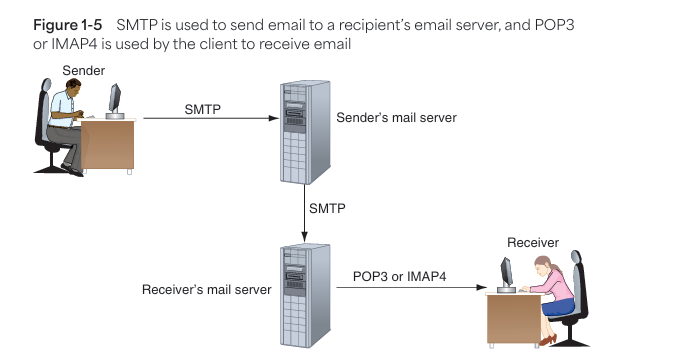 Figure 1-5 SMTP is used to send email to a recipient's email server, and POP3
or IMAP4 is used by the client to receive email
Sender
SMTP
Sender's mail server
SMTP
Receiver
Receiver's mail server
POP3 or IMAP4